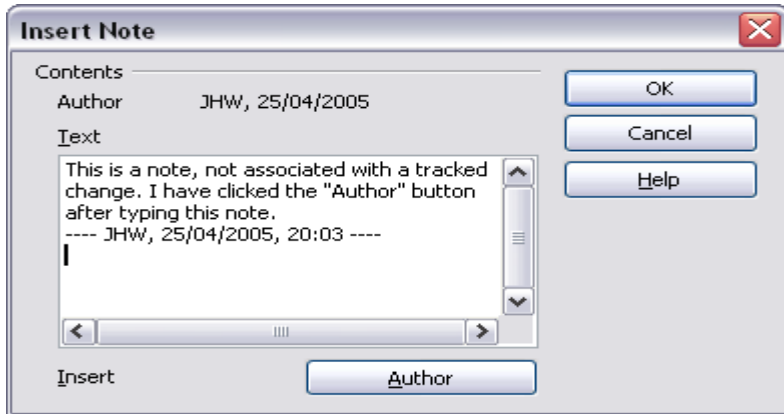 Insert Note
Contents
Author JHW, 25/04/2005
OK
Text
Cancel
This is a note, not associated with a tracked
change. I have clicked the "Author" button
after typing this note.
---- JHW, 25/04/2005, 20:03 ----
Help
Insert Author